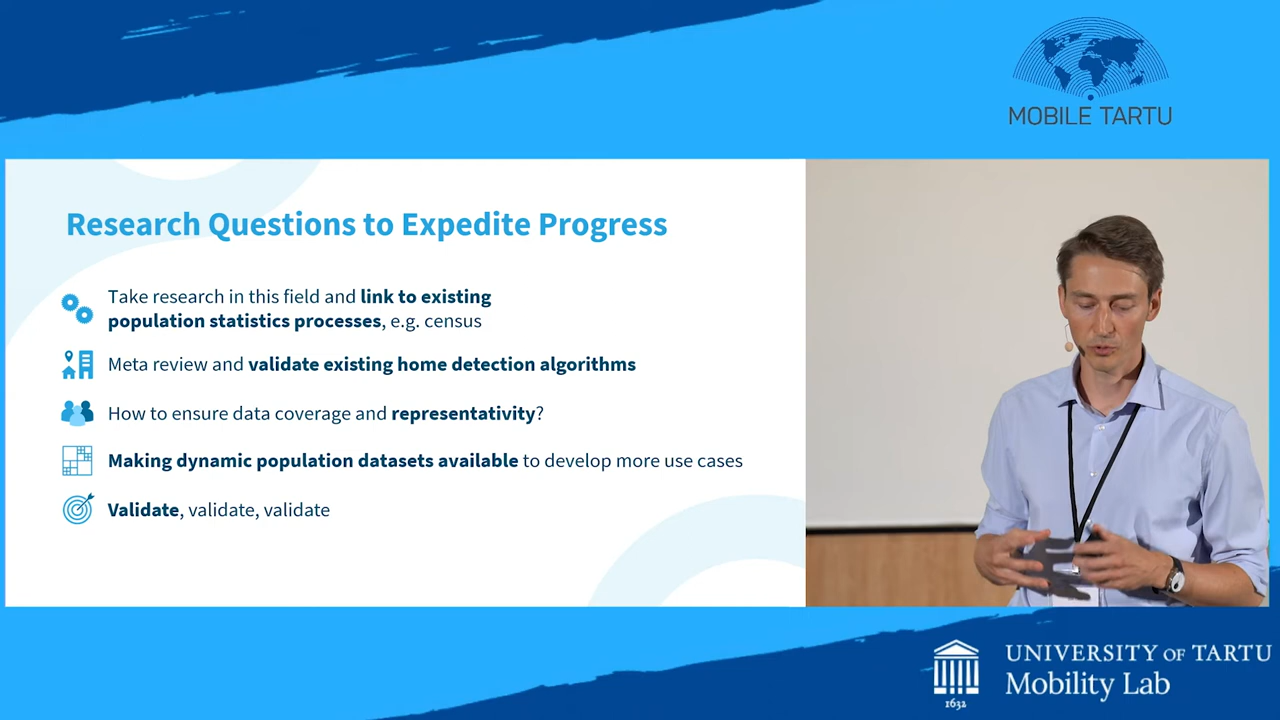 MOBILE TARTU
Research Questions to Expedite Progress
Take research in this field and link to existing
population statistics processes, e.g. census
Meta review and validate existing home detection algorithms
How to ensure data coverage and representativity?
Making dynamic population datasets available to develop more use cases
Validate, validate, validate
UNIVERSITY OF TARTU
Mobility Lab
1632